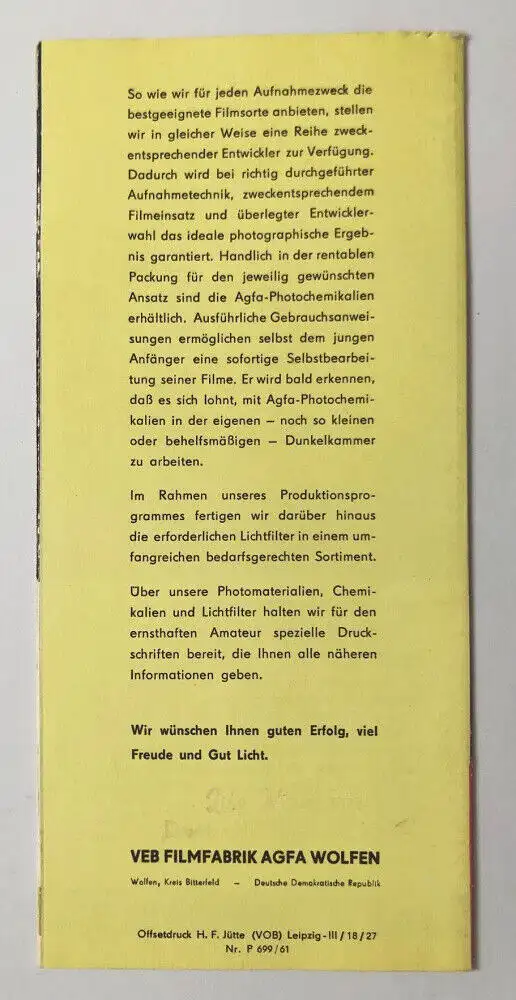 So wie wir für jeden Aufnahmezweck die
bestgeeignete Filmsorte anbieten, stellen
wir in gleicher Weise eine Reihe zweck-
entsprechender Entwickler zur Verfügung.
Dadurch wird bei richtig durchgeführter
Aufnahmetechnik, zweckentsprechendem
Filmeinsatz und überlegter Entwickler-
wahl das ideale photographische Ergeb-
nis garantiert. Handlich in der rentablen
Packung für den jeweilig gewünschten
Ansatz sind die Agfa-Photochemikalien
erhältlich. Ausführliche Gebrauchsanwei-
sungen ermöglichen selbst dem jungen
Anfänger eine sofortige Selbstbearbei-
tung seiner Filme. Er wird bald erkennen,
daß es sich lohnt, mit Agfa-Photochemi-
kalien in der eigenen – noch so kleinen
oder behelfsmäßigen – Dunkelkammer
zu arbeiten.
Im Rahmen unseres Produktionspro-
grammes fertigen wir darüber hinaus
die erforderlichen Lichtfilter in einem um-
fangreichen bedarfsgerechten Sortiment.
Über unsere Photomaterialien, Chemi-
kalien und Lichtfilter halten wir für den
ernsthaften Amateur spezielle Druck-
schriften bereit, die Ihnen alle näheren
Informationen geben.
Wir wünschen Ihnen guten Erfolg, viel
Freude und Gut Licht.
VEB FILMFABRIK AGFA WOLFEN
Wolfen, Kreis Bitterfeld – Deutsche Demokratische Republik
Offsetdruck H. F. Jütte (VOB) Leipzig-III/18/27
Nr. P 699/61